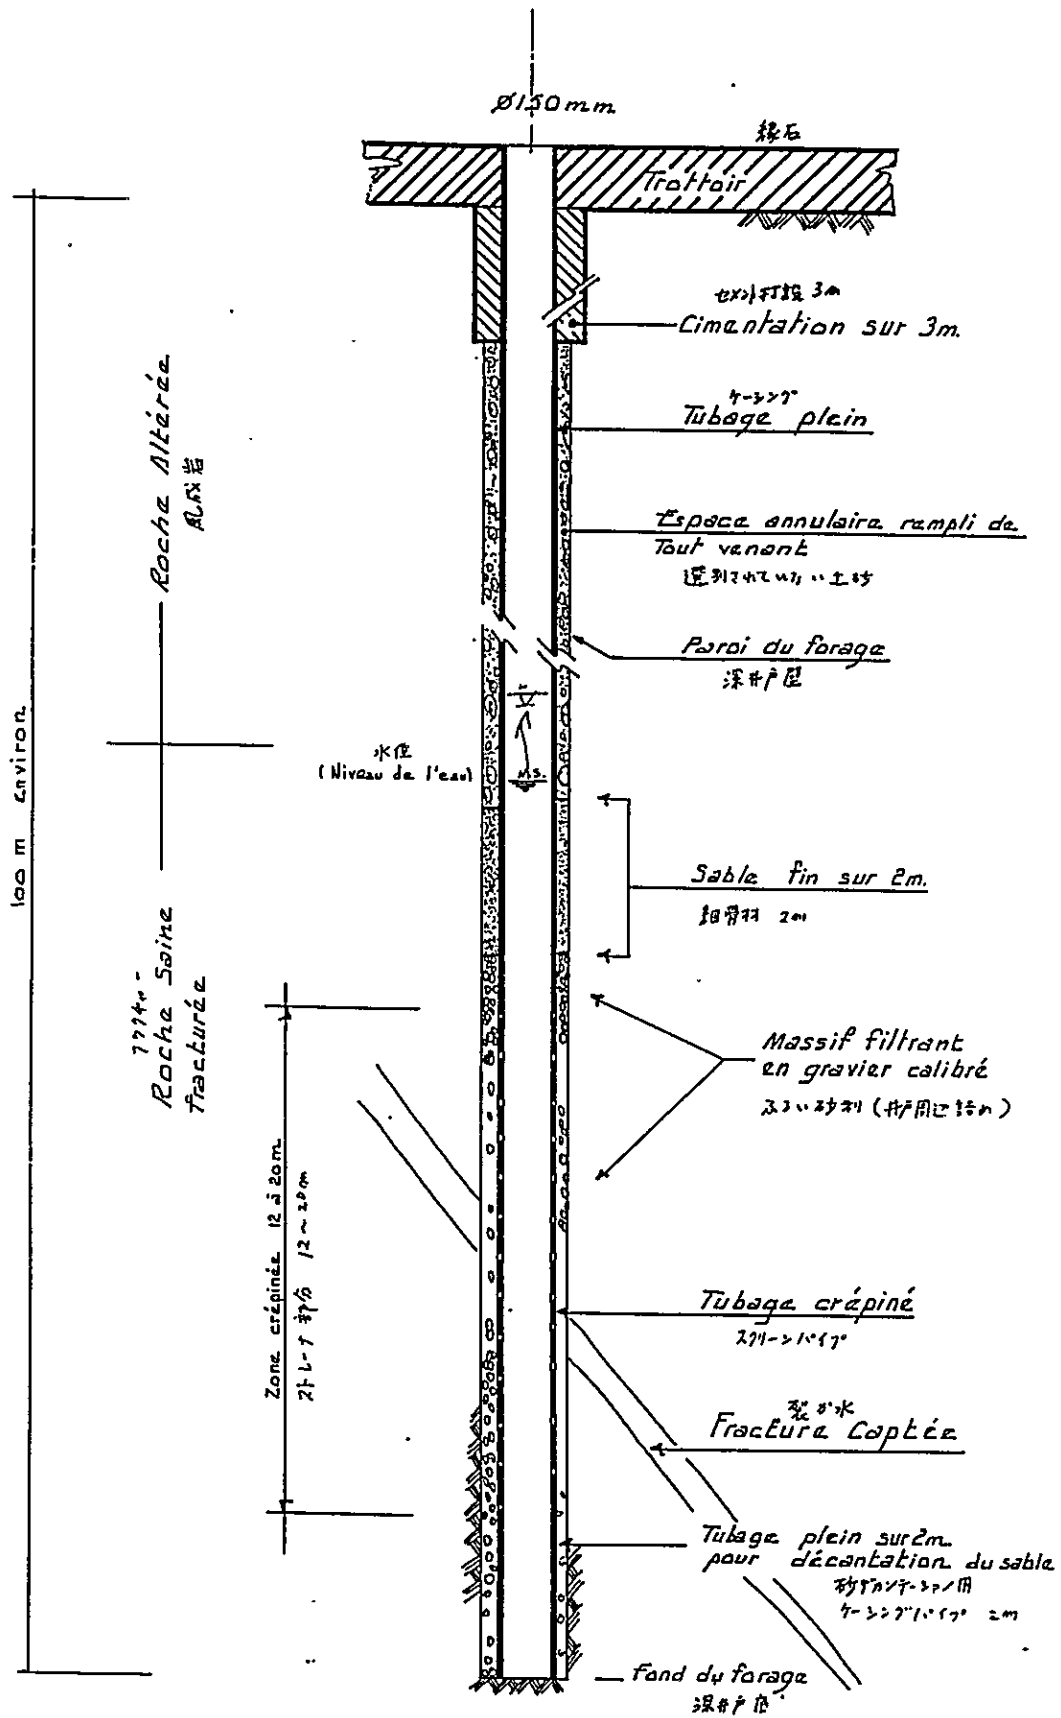 Ø150mm
縁石
Trottoir
セメント打設 3m
Cimentation sur 3m.
ケーシング
Tubage plein
Espace annulaire rempli de
Tout venant
選別されていない土砂
Paroi du forage
深井戸壁
Roche Altérée
風成岩
100 m environ
水位
(Niveau de l'eau)
N.S.
Sable fin sur 2m.
細骨材 2m
フラクチャー
Roche Saine
fracturée
Massif filtrant
en gravier calibré
ふるい砂利 (井戸周辺詰め)
Zone crépinée 12 à 20m
ストレーナ部分 12~20m
Tubage crépiné
スクリーンパイプ
裂か水
Fracture Captée
Tubage plein sur 2m.
pour décantation du sable
砂デカンテーション用
ケーシングパイプ 2m
Fond du forage
深井戸底